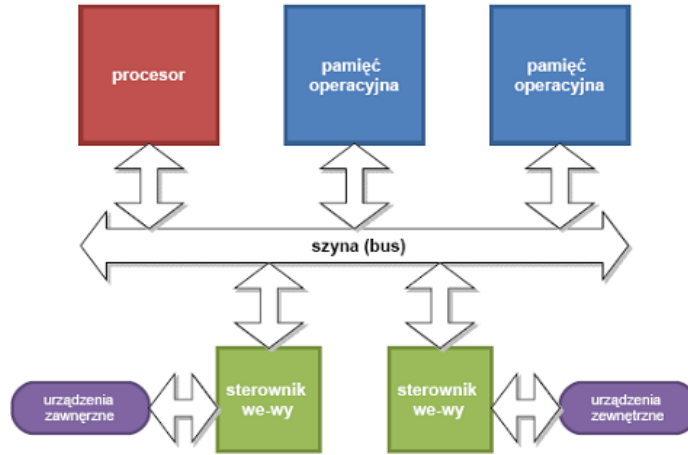 procesor
pamięć
operacyjna
pamięć
operacyjna
szyna (bus)
sterownik
we-wy
sterownik
we-wy
urządzenia
zawnęrzne
urządzenia
zewnętrzne